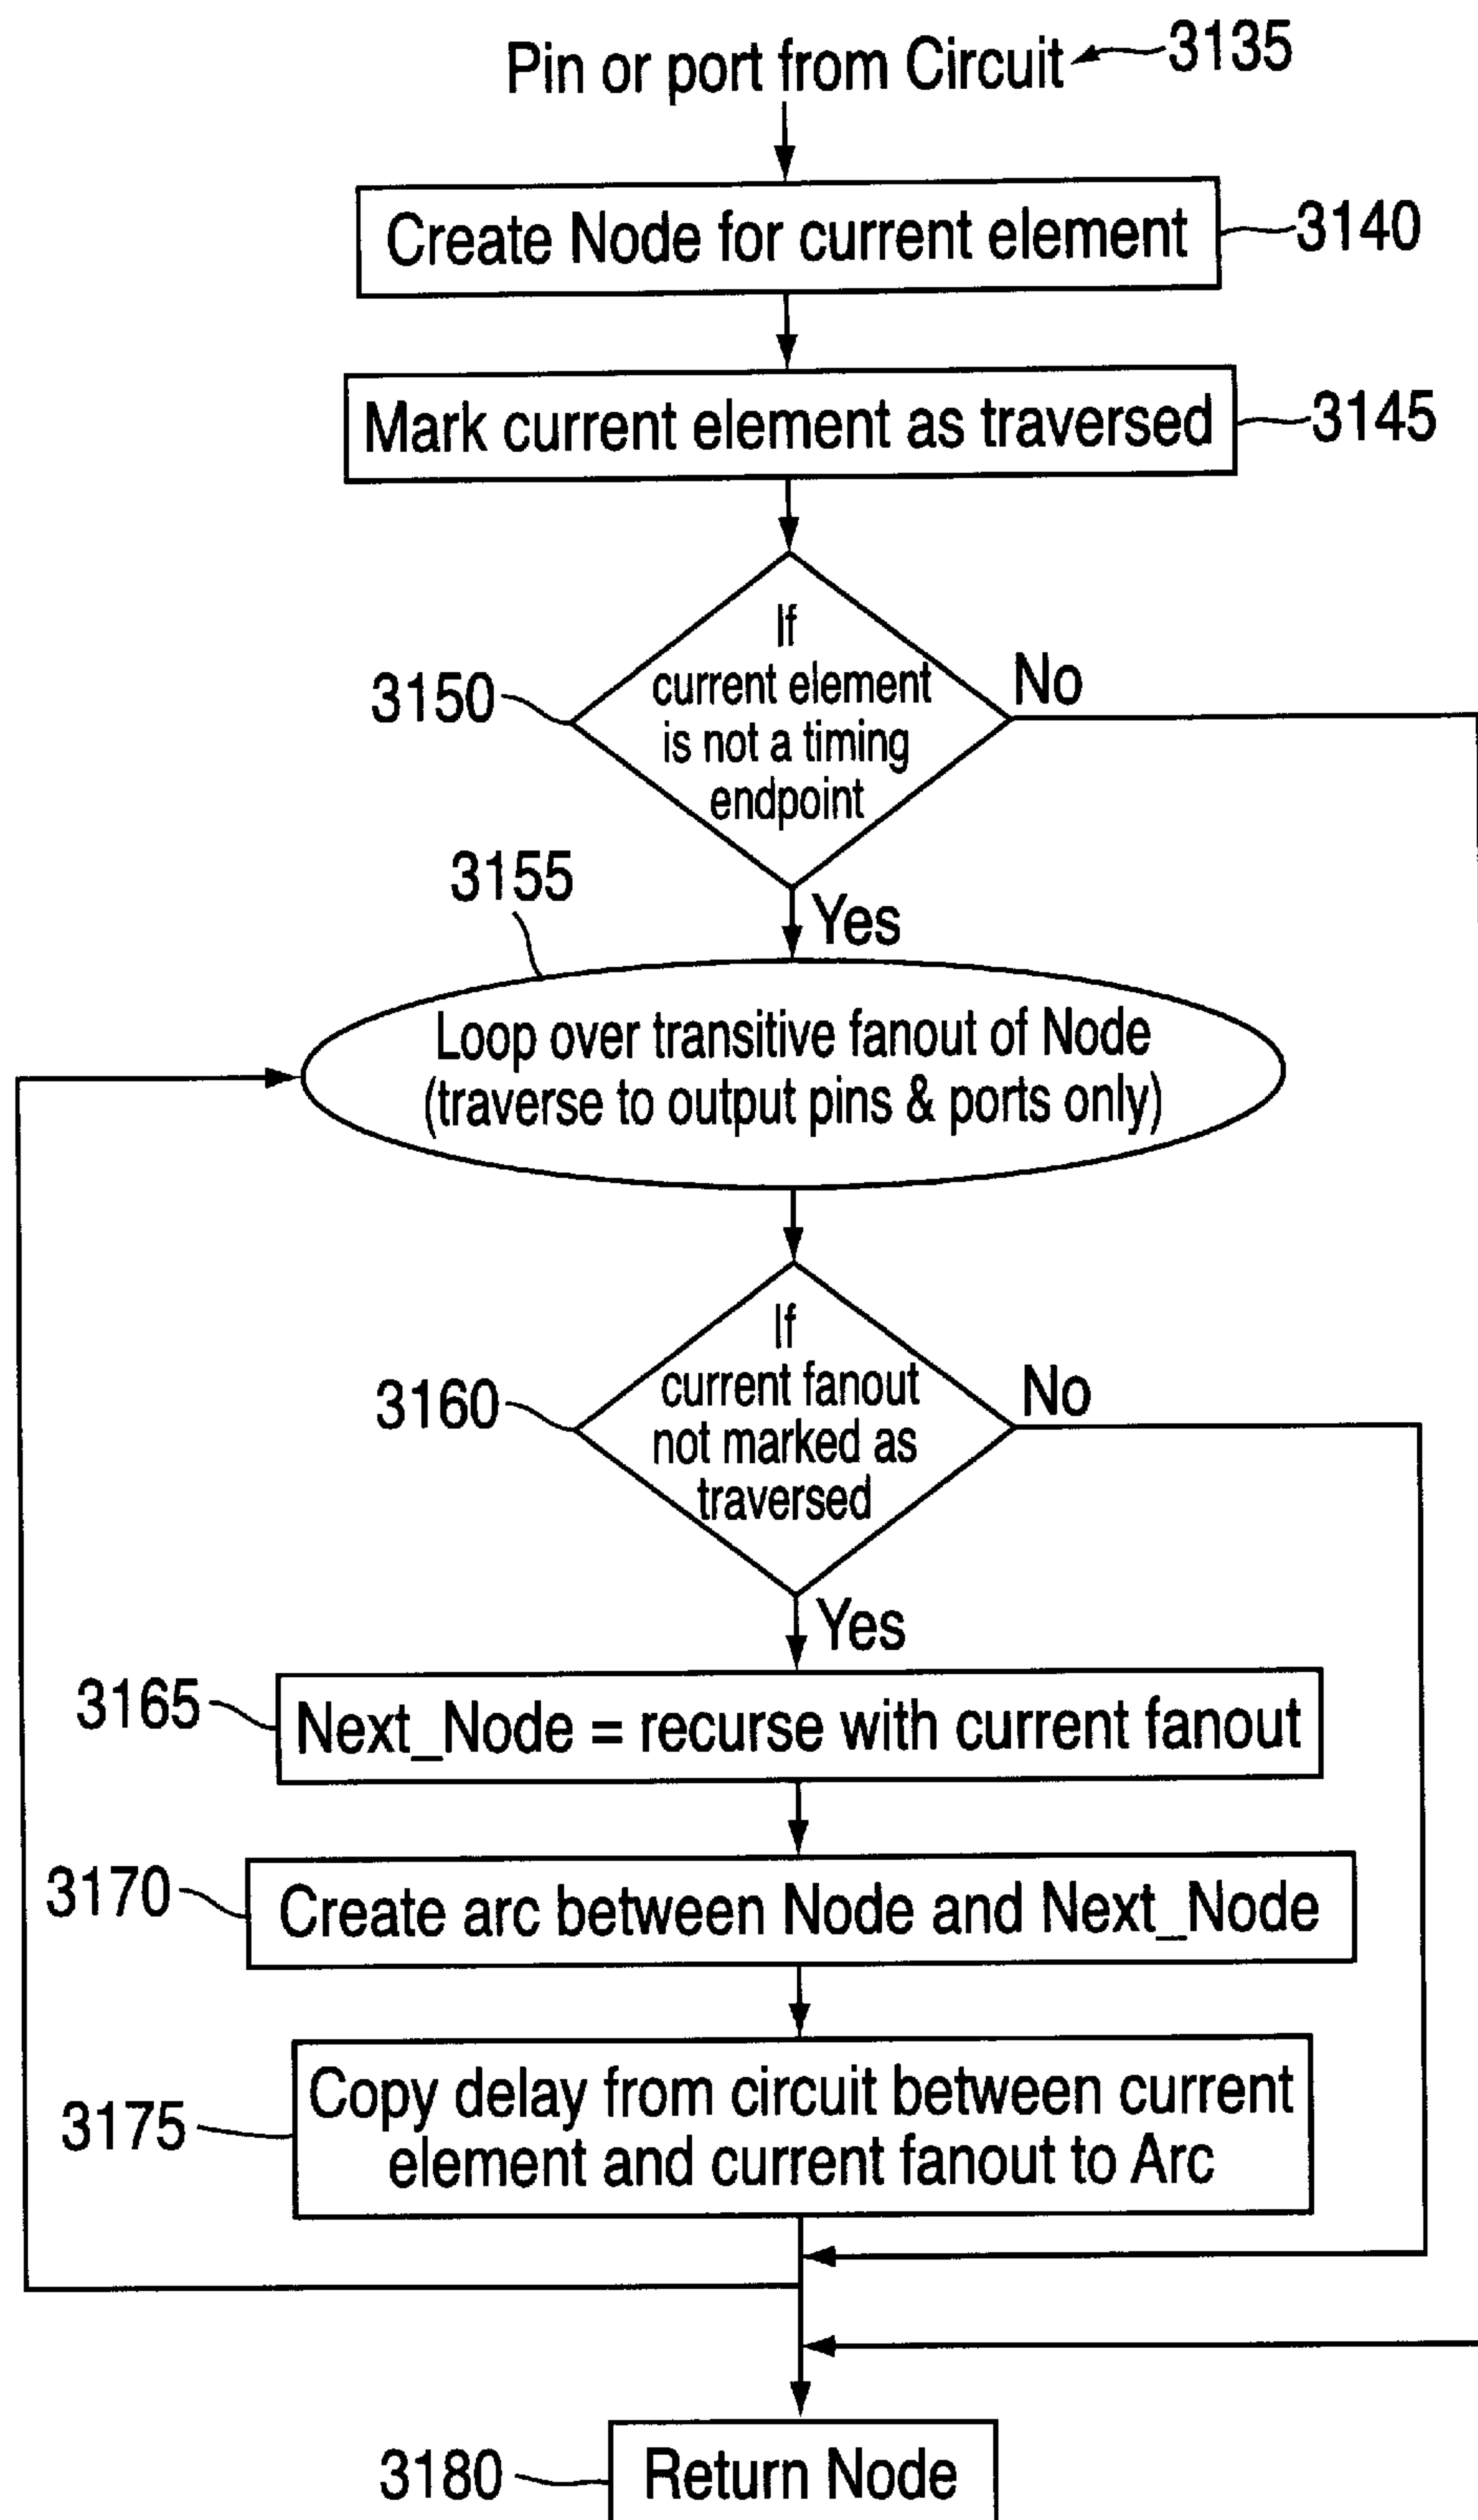 Pin or port from Circuit 3135
Create Node for current element 3140
Mark current element as traversed 3145
If
current element
is not a timing
endpoint
3150
No
Yes
3155
Loop over transitive fanout of Node
(traverse to output pins & ports only)
If
current fanout
not marked as
traversed
3160
No
Yes
3165 Next_Node = recurse with current fanout
3170 Create arc between Node and Next_Node
3175
Copy delay from circuit between current
element and current fanout to Arc
3180 Return Node